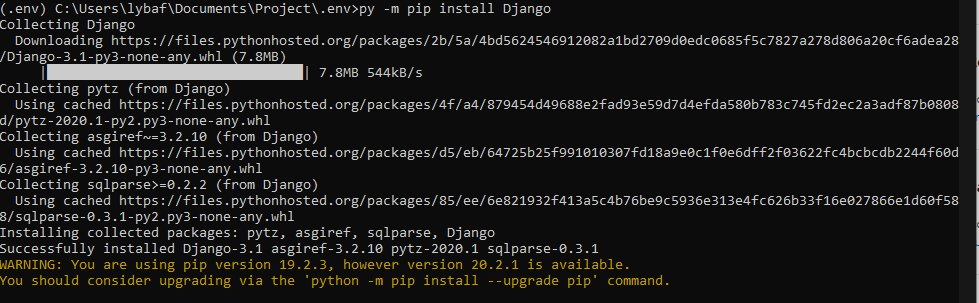 (.env) C:\Users\lybaf\Documents\Project\.env>py -m pip install Django
Collecting Django
  Downloading https://files.pythonhosted.org/packages/2b/5a/4bd5624546912082a1bd2709d0edc0685f5c7827a278d806a20cf6adea28
/Django-3.1-py3-none-any.whl (7.8MB)
     |████████████████████████████████| 7.8MB 544kB/s
Collecting pytz (from Django)
  Using cached https://files.pythonhosted.org/packages/4f/a4/879454d49688e2fad93e59d7d4efda580b783c745fd2ec2a3adf87b0808
d/pytz-2020.1-py2.py3-none-any.whl
Collecting asgiref~=3.2.10 (from Django)
  Using cached https://files.pythonhosted.org/packages/d5/eb/64725b25f991010307fd18a9e0c1f0e6dff2f03622fc4bcbcdb2244f60d
6/asgiref-3.2.10-py3-none-any.whl
Collecting sqlparse>=0.2.2 (from Django)
  Using cached https://files.pythonhosted.org/packages/85/ee/6e821932f413a5c4b76be9c5936e313e4fc626b33f16e027866e1d60f58
8/sqlparse-0.3.1-py2.py3-none-any.whl
Installing collected packages: pytz, asgiref, sqlparse, Django
Successfully installed Django-3.1 asgiref-3.2.10 pytz-2020.1 sqlparse-0.3.1
WARNING: You are using pip version 19.2.3, however version 20.2.1 is available.
You should consider upgrading via the 'python -m pip install --upgrade pip' command.